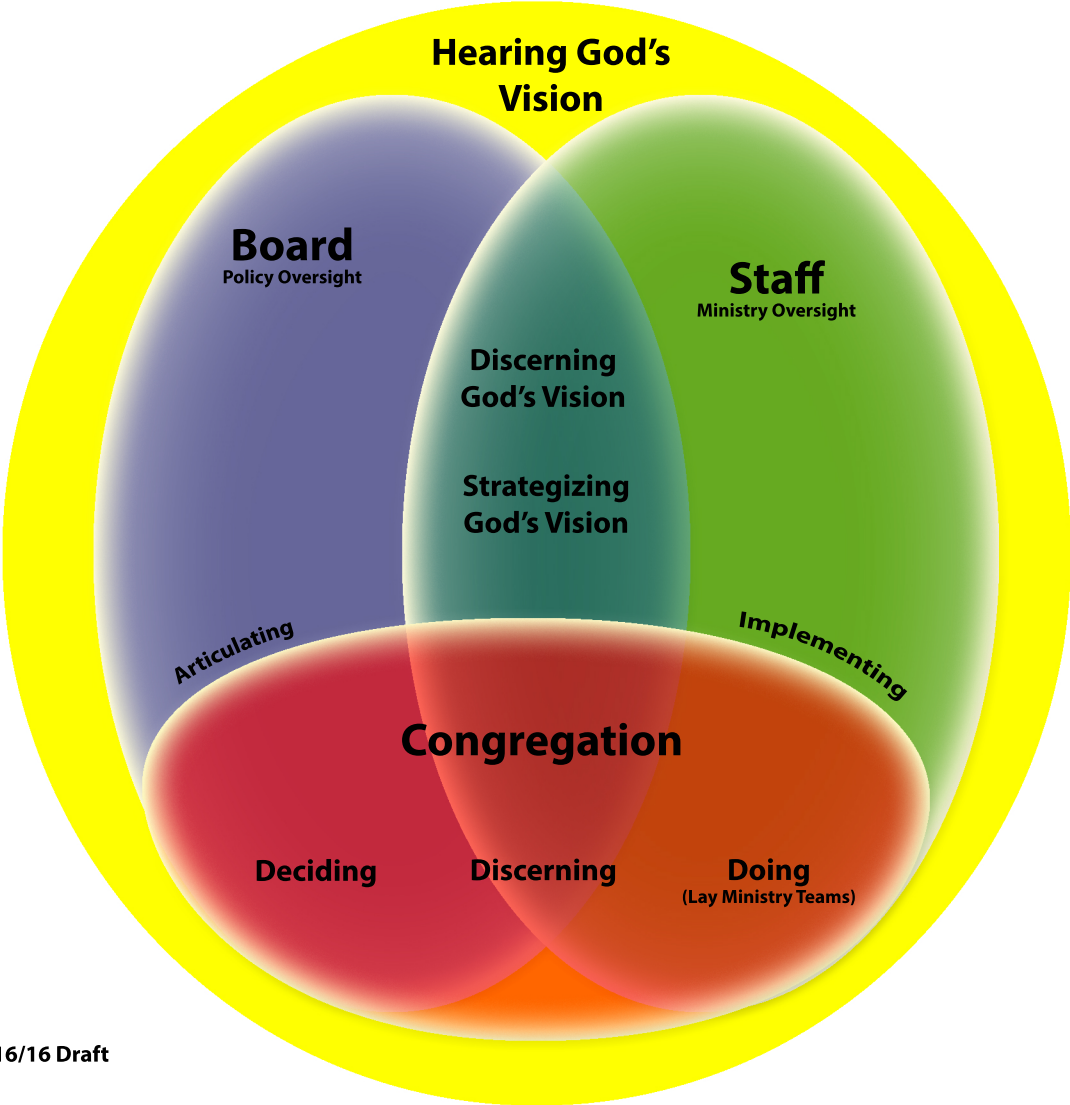 Hearing God's
Vision
Board
Policy Oversight
Staff
Ministry Oversight
Discerning
God's Vision
Strategizing
God's Vision
Articulating
Implementing
Congregation
Deciding
Discerning
Doing
(Lay Ministry Teams)
16/16 Draft